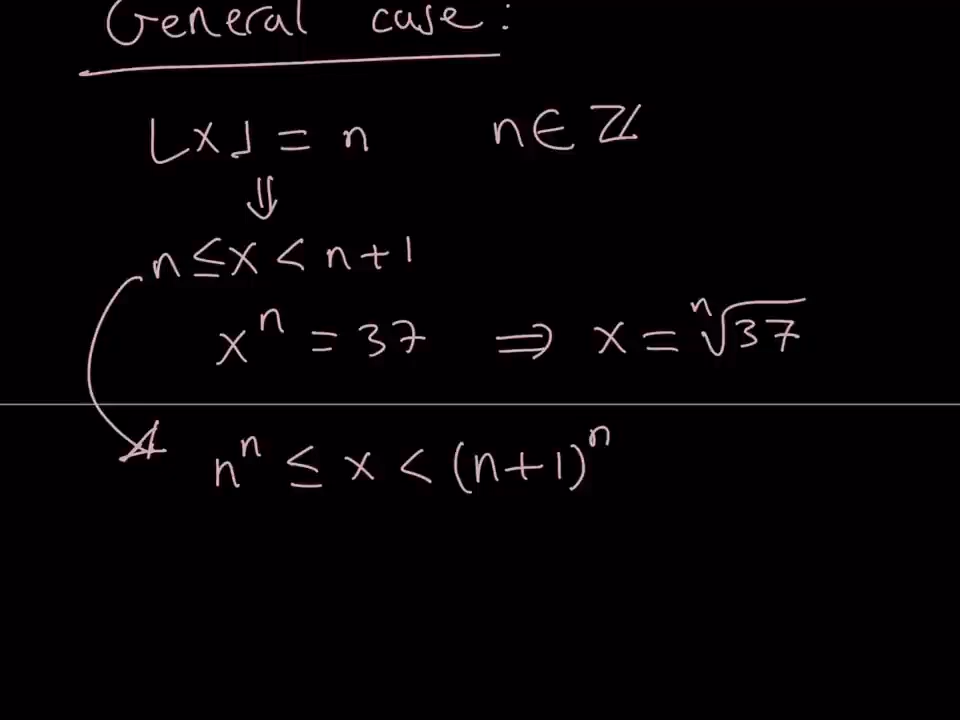 General case:
⌊x⌋ = n    n ∈ ℤ
⇓
n ≤ x < n + 1
xⁿ = 37 ⇒ x = ⁿ√37
nⁿ ≤ x < (n+1)ⁿ